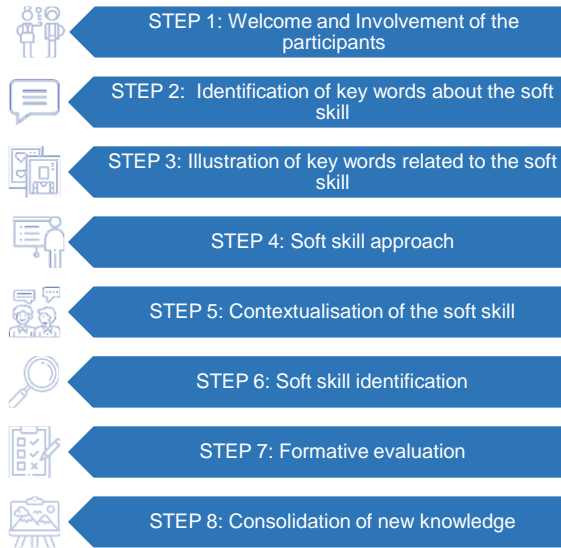 STEP 1: Welcome and Involvement of the
participants
STEP 2:  Identification of key words about the soft
skill
STEP 3: Illustration of key words related to the soft
skill
STEP 4: Soft skill approach
STEP 5: Contextualisation of the soft skill
STEP 6: Soft skill identification
STEP 7: Formative evaluation
STEP 8: Consolidation of new knowledge